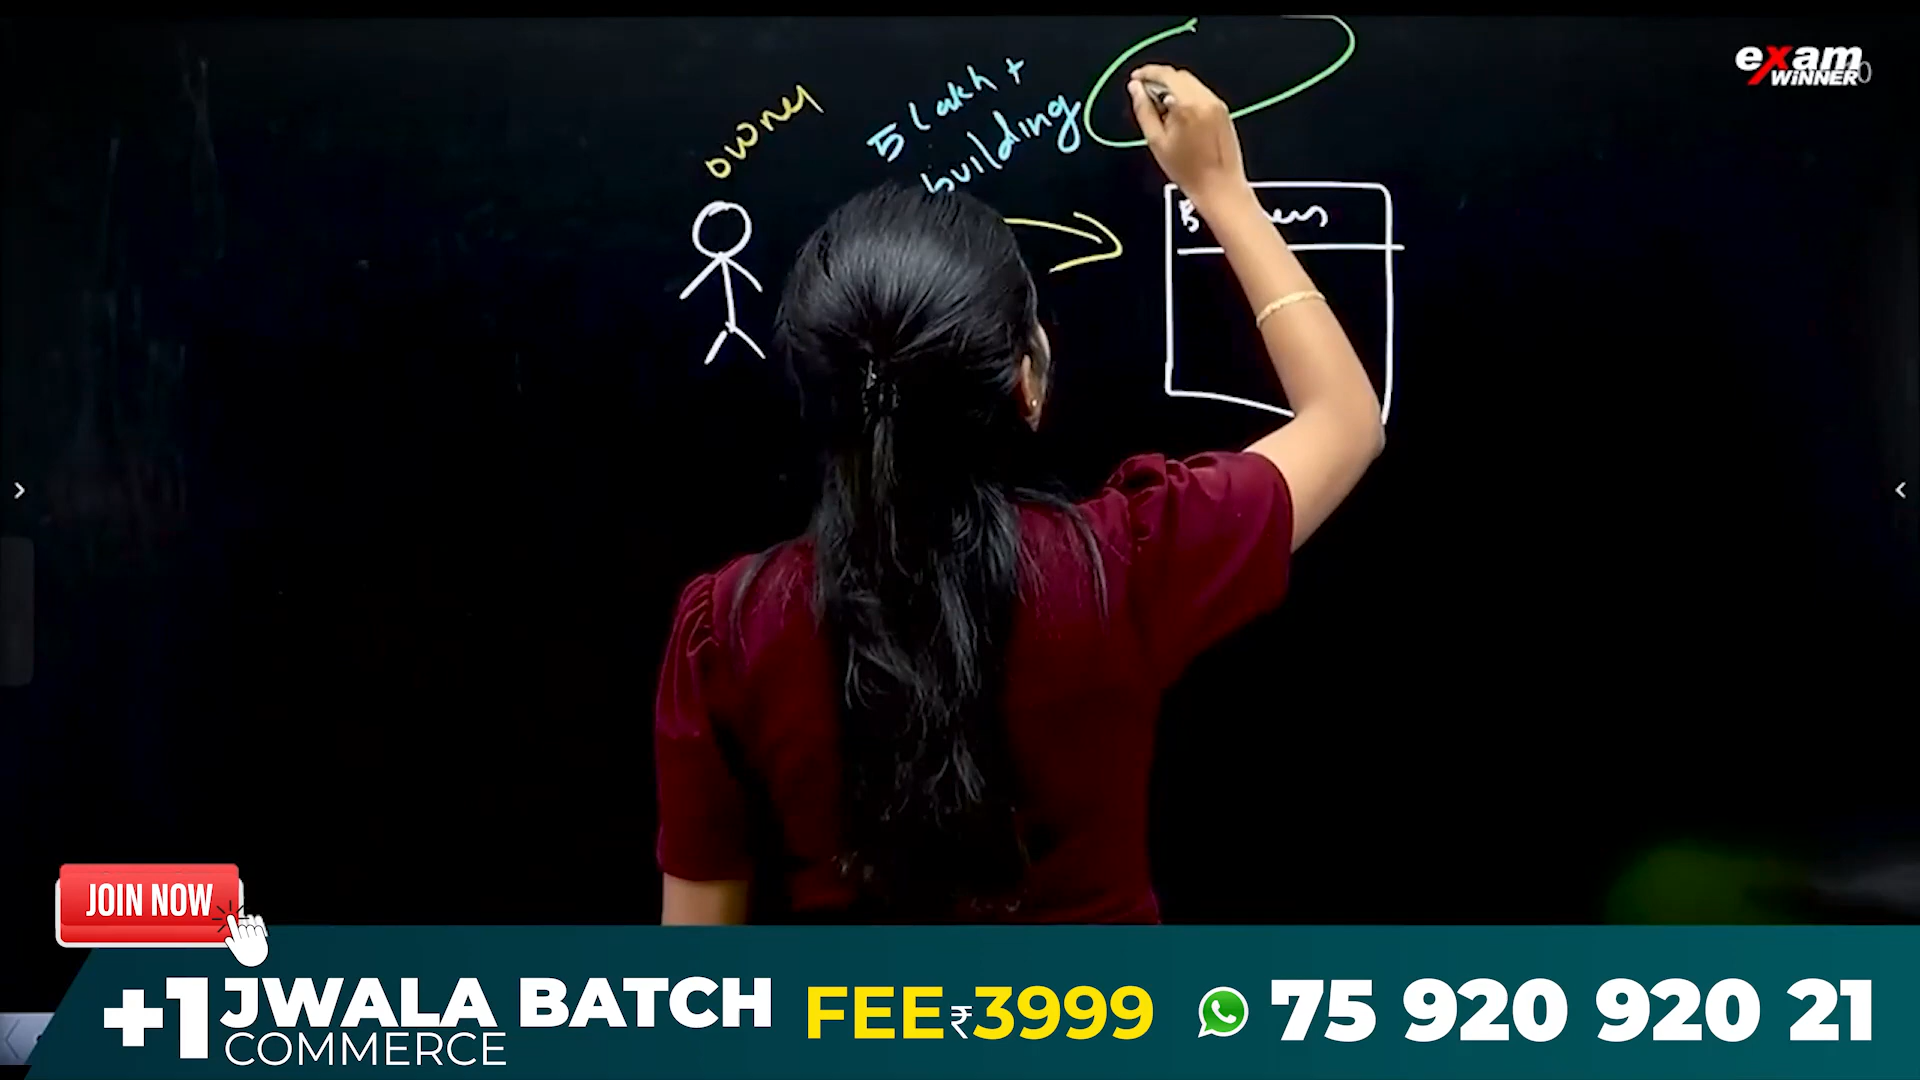 exam
WiNNER
owner
5 Lakh +
building
JOIN NOW
+1 JWALA BATCH
COMMERCE
FEE ₹3999
75 920 920 21